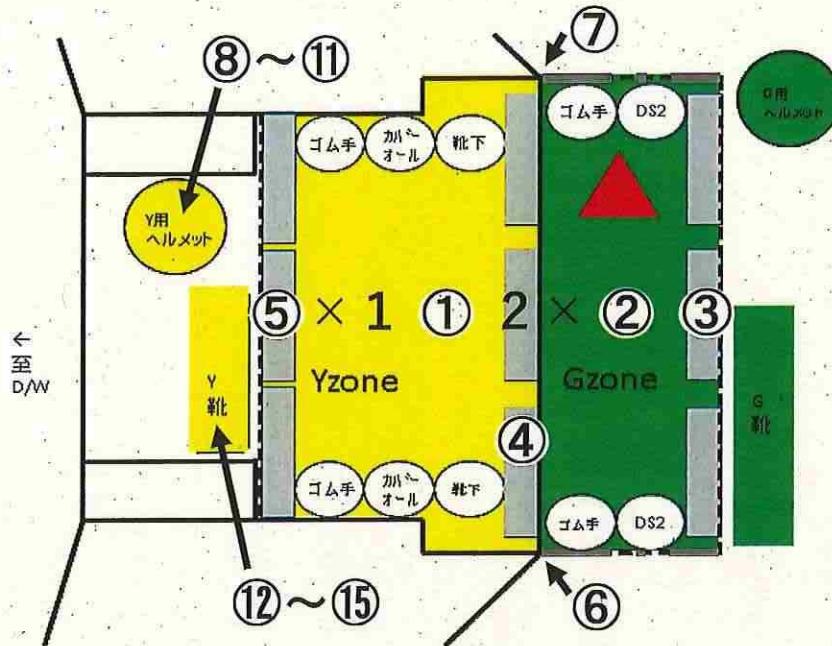 ⑦
⑧～⑪
G用
ヘルメット
ゴム手
DS2
ゴム手
カバー
オール
靴下
Y用
ヘルメット
⑤×1 ① 2×② ③
Yzone
Gzone
←
至
D/W
Y
靴
G
靴
④
ゴム手
カバー
オール
靴下
ゴム手
DS2
⑫～⑮
⑥